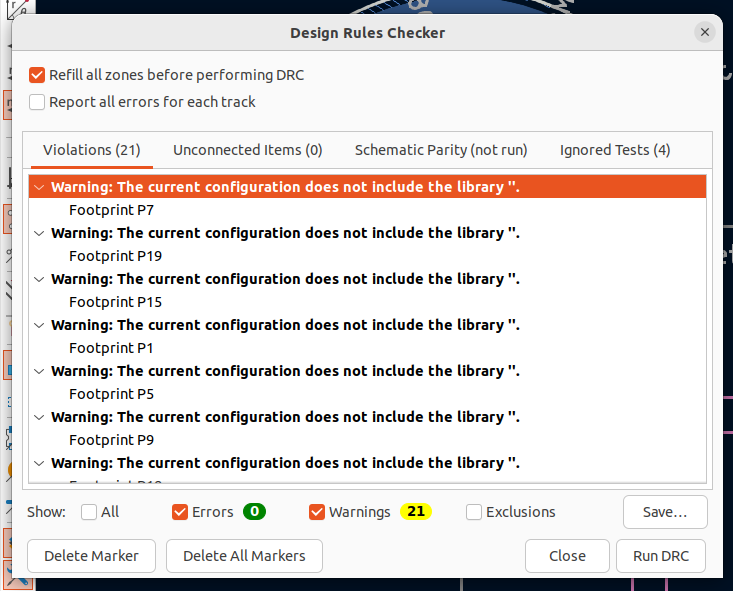 Design Rules Checker
Refill all zones before performing DRC
Report all errors for each track
Violations (21) Unconnected Items (0) Schematic Parity (not run) Ignored Tests (4)
Warning: The current configuration does not include the library ''.
Footprint P7
Warning: The current configuration does not include the library ''.
Footprint P19
Warning: The current configuration does not include the library ''.
Footprint P15
Warning: The current configuration does not include the library ''.
Footprint P1
Warning: The current configuration does not include the library ''.
Footprint P5
Warning: The current configuration does not include the library ''.
Footprint P9
Warning: The current configuration does not include the library ''.
Show: All Errors 0 Warnings 21 Exclusions Save...
Delete Marker Delete All Markers Close Run DRC